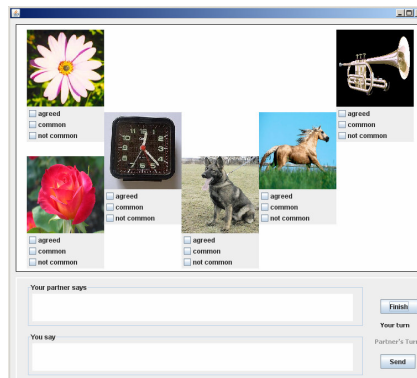 agreed
common
not common
agreed
common
not common
agreed
common
not common
agreed
common
not common
agreed
common
not common
agreed
common
not common
Your partner says
Finish
Your turn
You say
Partner's Turn
Send